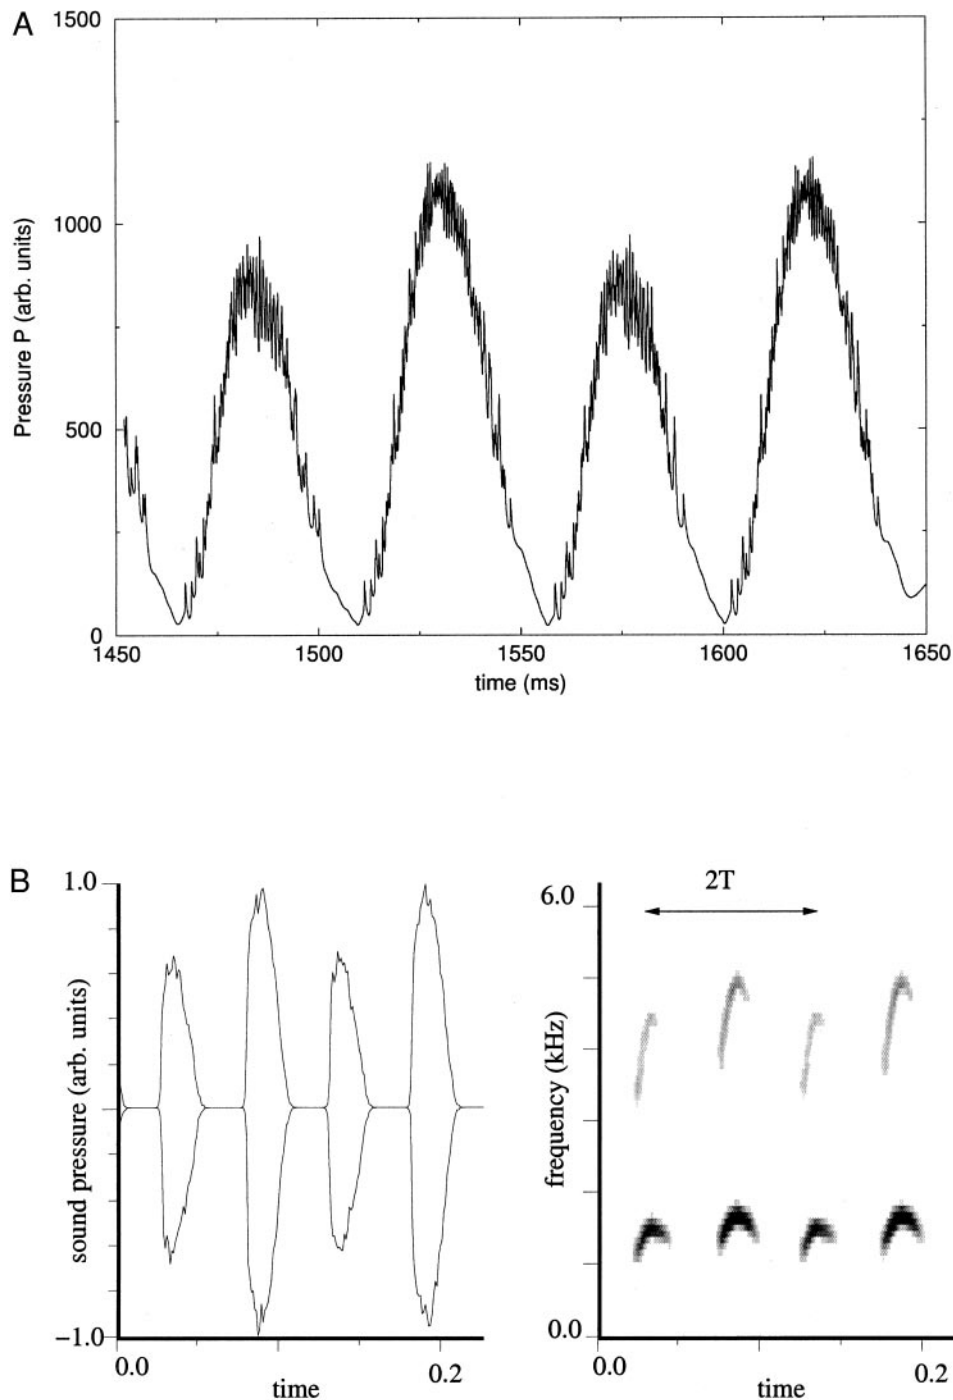 A
1500
1000
500
0
Pressure P (arb. units)
1450
1500
1550
1600
1650
time (ms)
B
1.0
−1.0
sound pressure (arb. units)
0.0
0.2
time
2T
6.0
0.0
frequency (kHz)
0.0
0.2
time